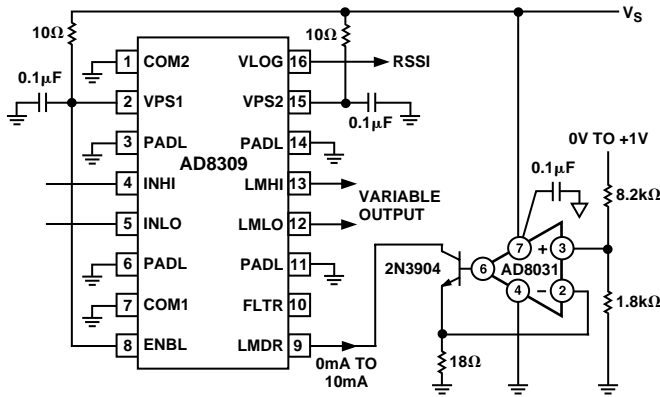 V_S
10Ω
10Ω
0.1μF
AD8309
1 COM2
2 VPS1
3 PADL
4 INHI
5 INLO
6 PADL
7 COM1
8 ENBL
VLOG 16
VPS2 15
PADL 14
LMHI 13
LMLO 12
PADL 11
FLTR 10
LMDR 9
RSSI
0.1μF
VARIABLE
OUTPUT
0mA TO
10mA
2N3904
18Ω
0.1μF
AD8031
7
+
3
6
4
–
2
0V TO +1V
8.2kΩ
1.8kΩ